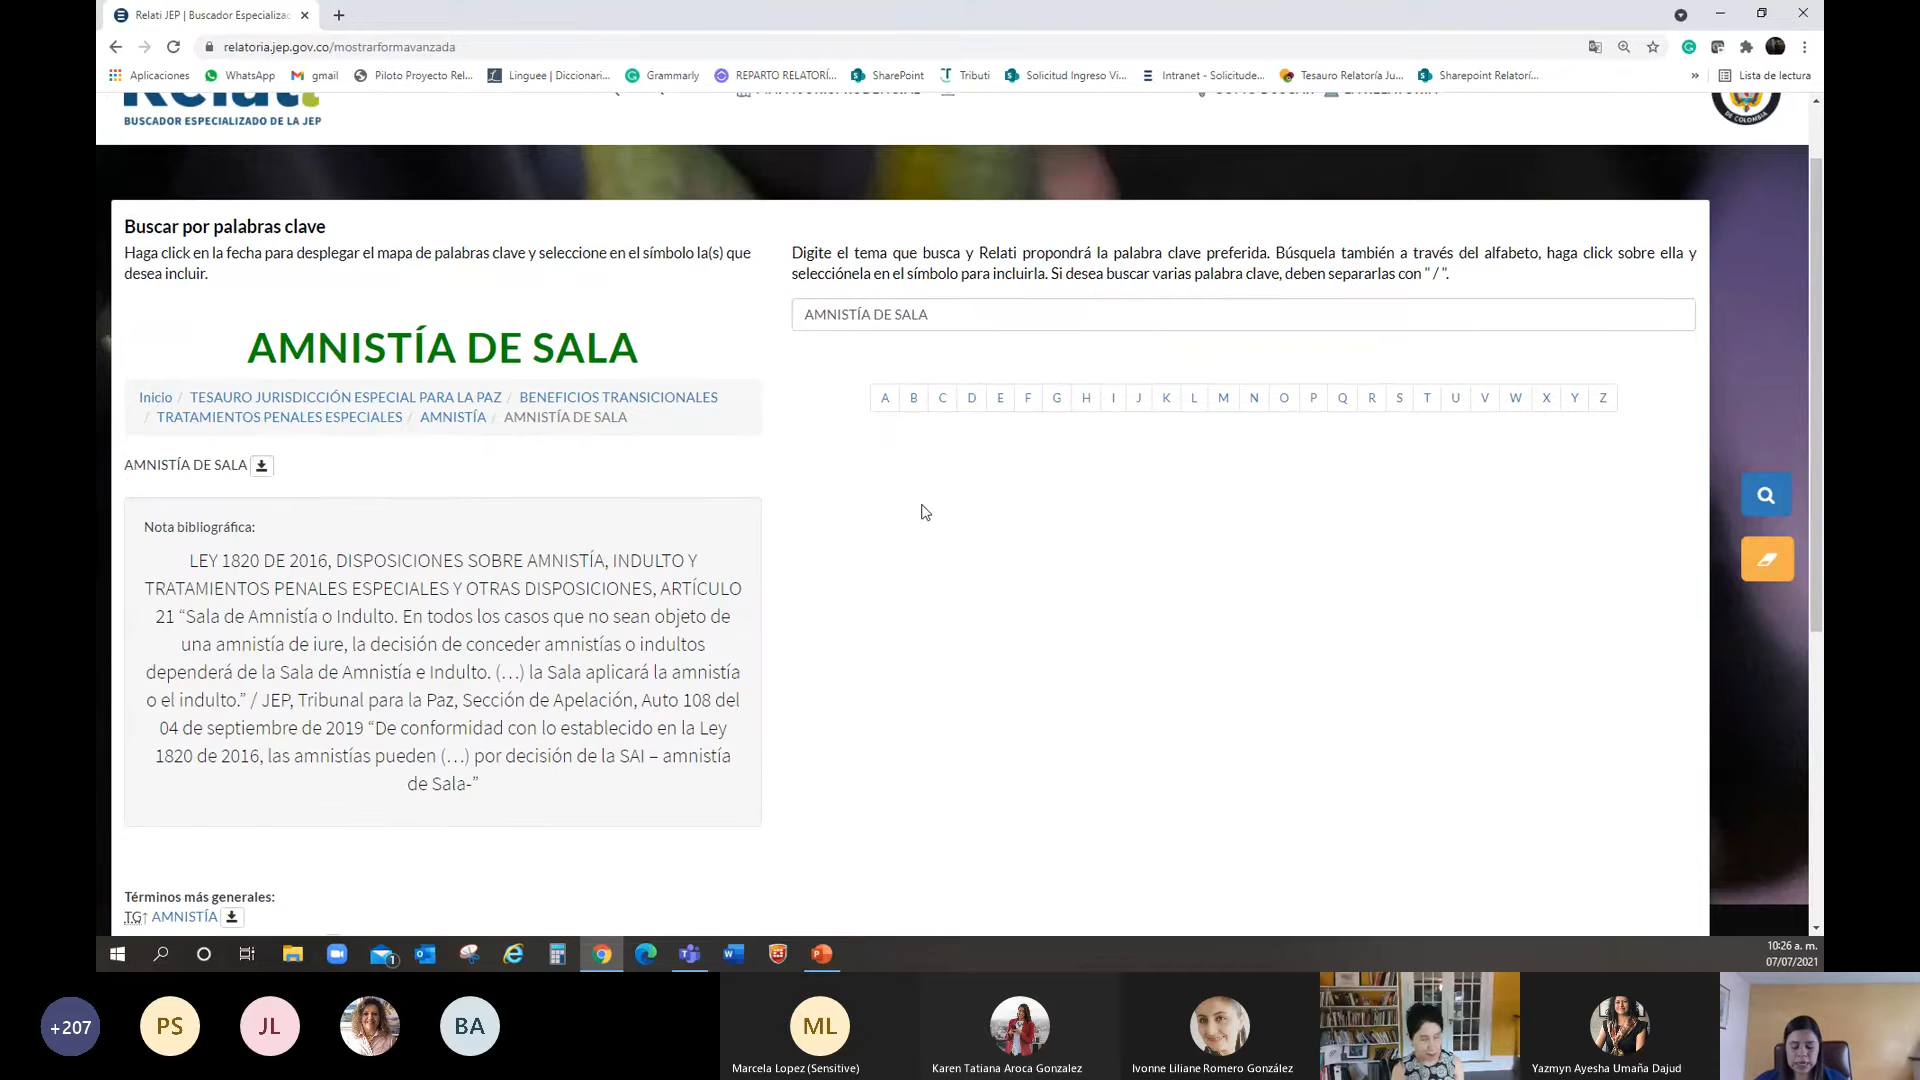 Relati JEP | Buscador Especializad
relatoria.jep.gov.co/mostrarformavanzada
Aplicaciones WhatsApp gmail Piloto Proyecto Rel... Linguee | Diccionari... Grammarly REPARTO RELATORÍ... SharePoint Tributi Solicitud Ingreso Vi... Intranet - Solicitude... Tesauro Relatoría Ju... Sharepoint Relatorí... » Lista de lectura
Relati
BUSCADOR ESPECIALIZADO DE LA JEP
DE COLOMBIA
Buscar por palabras clave
Haga click en la fecha para desplegar el mapa de palabras clave y seleccione en el símbolo la(s) que
desea incluir.
Digite el tema que busca y Relati propondrá la palabra clave preferida. Búsquela también a través del alfabeto, haga click sobre ella y
selecciónela en el símbolo para incluirla. Si desea buscar varias palabra clave, deben separarlas con " / ".
AMNISTÍA DE SALA
AMNISTÍA DE SALA
Inicio / TESAURO JURISDICCIÓN ESPECIAL PARA LA PAZ / BENEFICIOS TRANSICIONALES
/ TRATAMIENTOS PENALES ESPECIALES / AMNISTÍA / AMNISTÍA DE SALA
A B C D E F G H I J K L M N O P Q R S T U V W X Y Z
AMNISTÍA DE SALA
Nota bibliográfica:
LEY 1820 DE 2016, DISPOSICIONES SOBRE AMNISTÍA, INDULTO Y
TRATAMIENTOS PENALES ESPECIALES Y OTRAS DISPOSICIONES, ARTÍCULO
21 “Sala de Amnistía o Indulto. En todos los casos que no sean objeto de
una amnistía de iure, la decisión de conceder amnistías o indultos
dependerá de la Sala de Amnistía e Indulto. (…) la Sala aplicará la amnistía
o el indulto.” / JEP, Tribunal para la Paz, Sección de Apelación, Auto 108 del
04 de septiembre de 2019 “De conformidad con lo establecido en la Ley
1820 de 2016, las amnistías pueden (…) por decisión de la SAI – amnistía
de Sala-”
Términos más generales:
TG↑ AMNISTÍA
10:26 a. m.
07/07/2021
+207 PS JL BA ML
Marcela Lopez (Sensitive) Karen Tatiana Aroca Gonzalez Ivonne Liliane Romero González Yazmyn Ayesha Umaña Dajud